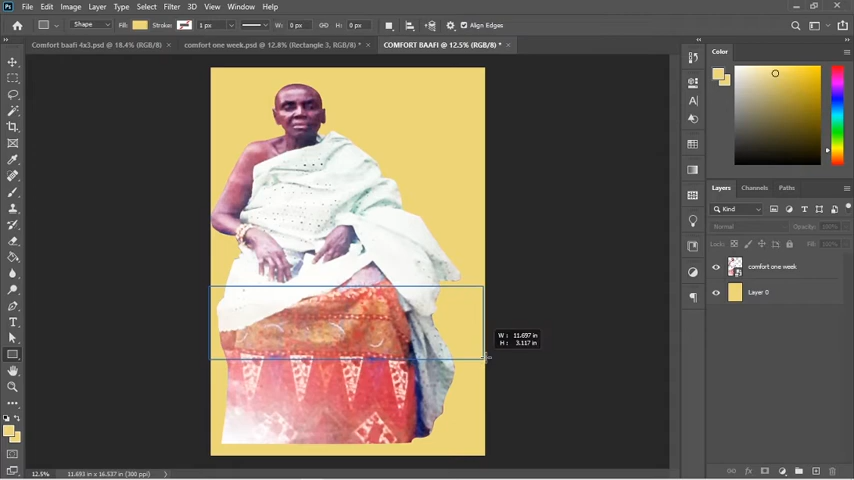 File Edit Image Layer Type Select Filter 3D View Window Help
Shape Fill: Stroke: 1 px W: 0 px H: 0 px Align Edges
Comfort baafi 4x3.psd @ 18.4% (RGB/8) × comfort one week.psd @ 12.8% (Rectangle 3, RGB/8) * × COMFORT BAAFI @ 12.5% (RGB/8) * ×
Color
Layers Channels Paths
Kind
Normal Opacity: 100%
Lock: Fill: 100%
comfort one week
Layer 0
W : 11.697 in
H : 3.117 in
12.5% 11.693 in x 16.537 in (300 ppi)